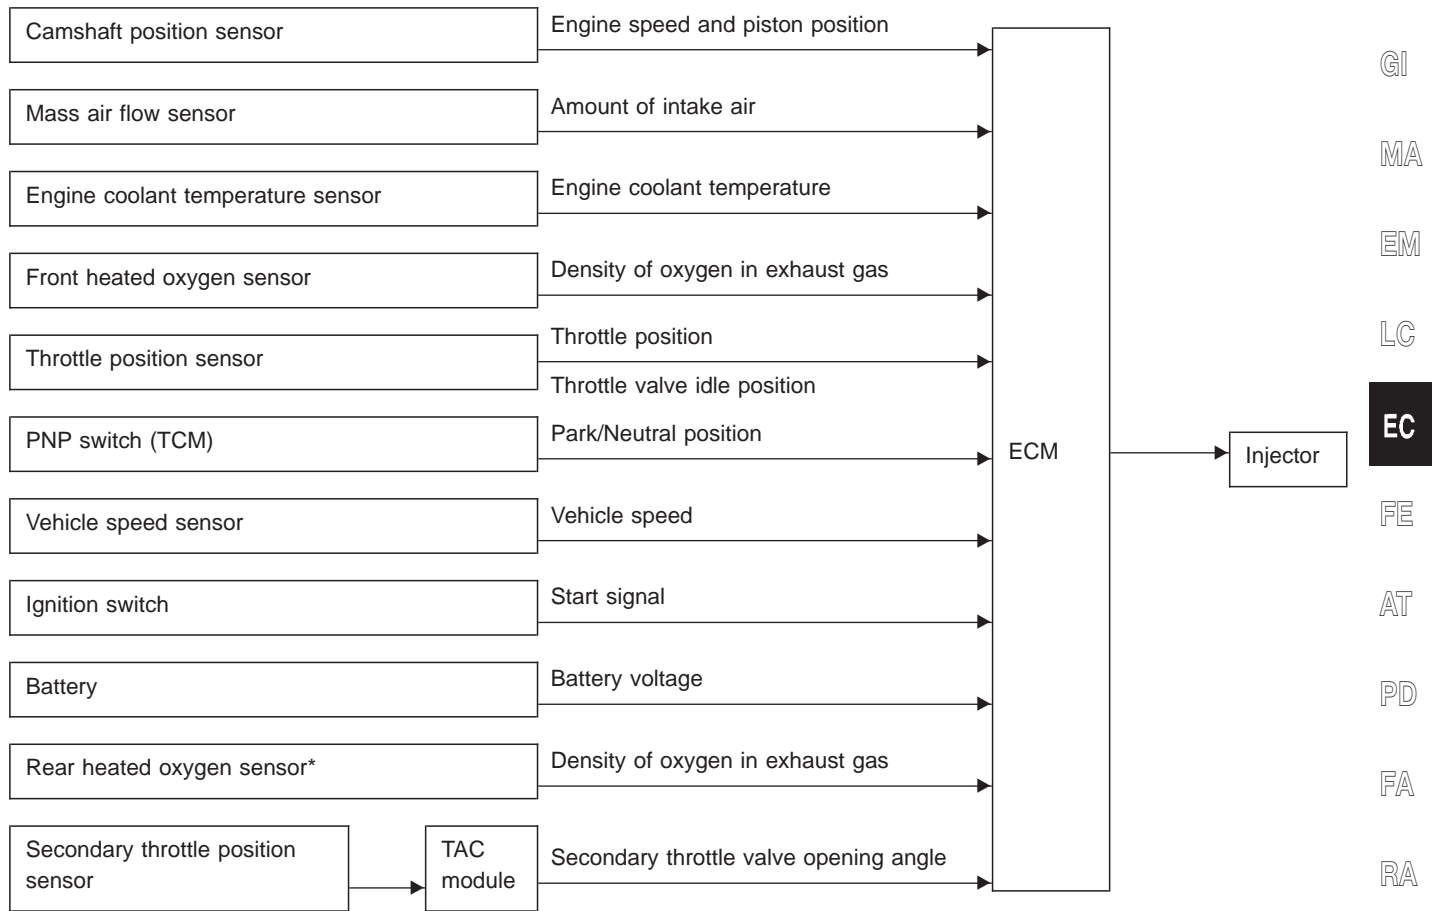 Camshaft position sensor
Engine speed and piston position
Mass air flow sensor
Amount of intake air
Engine coolant temperature sensor
Engine coolant temperature
Front heated oxygen sensor
Density of oxygen in exhaust gas
Throttle position sensor
Throttle position
Throttle valve idle position
PNP switch (TCM)
Park/Neutral position
Vehicle speed sensor
Vehicle speed
Ignition switch
Start signal
Battery
Battery voltage
Rear heated oxygen sensor*
Density of oxygen in exhaust gas
Secondary throttle position
sensor
TAC
module
Secondary throttle valve opening angle
ECM
Injector
GI
MA
EM
LC
EC
FE
AT
PD
FA
RA